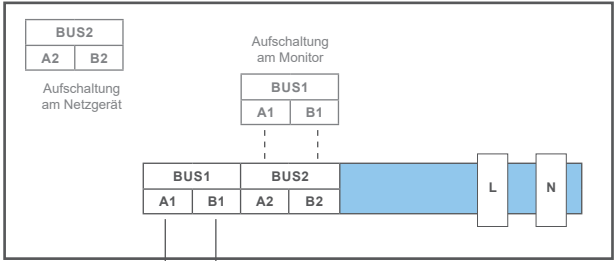 BUS2
A2 B2
Aufschaltung
am Netzgerät
Aufschaltung
am Monitor
BUS1
A1 B1
BUS1 BUS2
A1 B1 A2 B2
L N